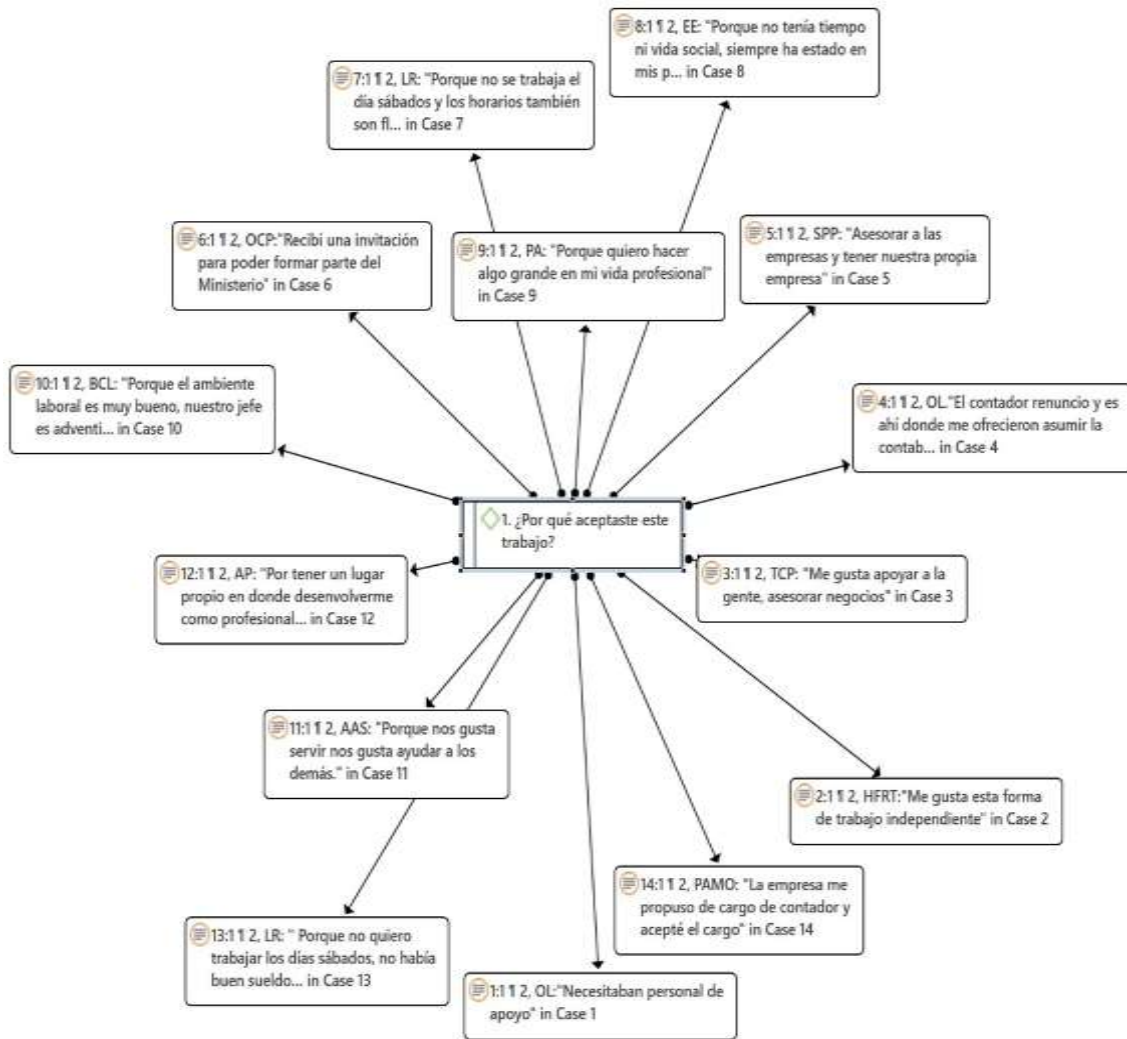 8:1 ¶ 2, EE: "Porque no tenía tiempo
ni vida social, siempre ha estado en
mis p... in Case 8
7:1 ¶ 2, LR: "Porque no se trabaja el
día sábados y los horarios también
son fl... in Case 7
6:1 ¶ 2, OCP:"Recibí una invitación
para poder formar parte del
Ministerio" in Case 6
9:1 ¶ 2, PA: "Porque quiero hacer
algo grande en mi vida profesional"
in Case 9
5:1 ¶ 2, SPP: "Asesorar a las
empresas y tener nuestra propia
empresa" in Case 5
10:1 ¶ 2, BCL: "Porque el ambiente
laboral es muy bueno, nuestro jefe
es adventi... in Case 10
4:1 ¶ 2, OL."El contador renuncio y es
ahí donde me ofrecieron asumir la
contab... in Case 4
1. ¿Por qué aceptaste este
trabajo?
12:1 ¶ 2, AP: "Por tener un lugar
propio en donde desenvolverme
como profesional... in Case 12
3:1 ¶ 2, TCP: "Me gusta apoyar a la
gente, asesorar negocios" in Case 3
11:1 ¶ 2, AAS: "Porque nos gusta
servir nos gusta ayudar a los
demás." in Case 11
2:1 ¶ 2, HFRT:"Me gusta esta forma
de trabajo independiente" in Case 2
14:1 ¶ 2, PAMO: "La empresa me
propuso de cargo de contador y
acepté el cargo" in Case 14
13:1 ¶ 2, LR: " Porque no quiero
trabajar los días sábados, no había
buen sueldo... in Case 13
1:1 ¶ 2, OL:"Necesitaban personal de
apoyo" in Case 1